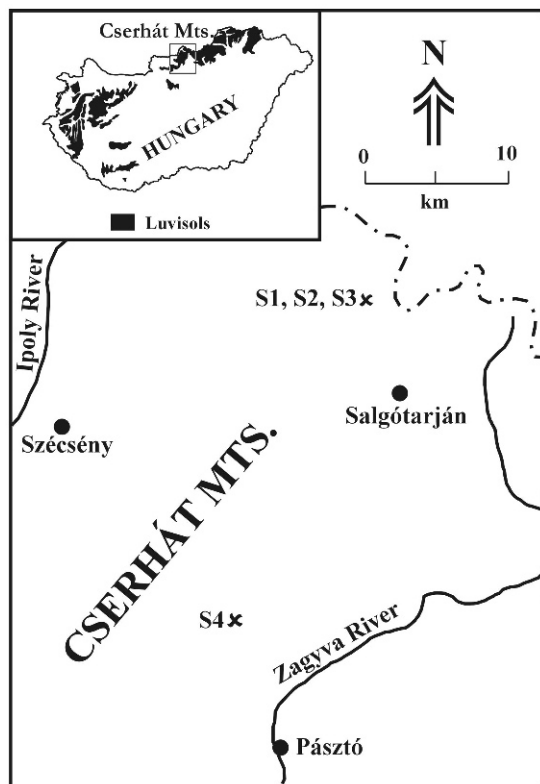 Cserhát Mts.
HUNGARY
Luvisols
N
0 10
km
Ipoly River
S1, S2, S3
Salgótarján
Szécsény
CSERHÁT MTS.
S4
Zagyva River
Pásztó